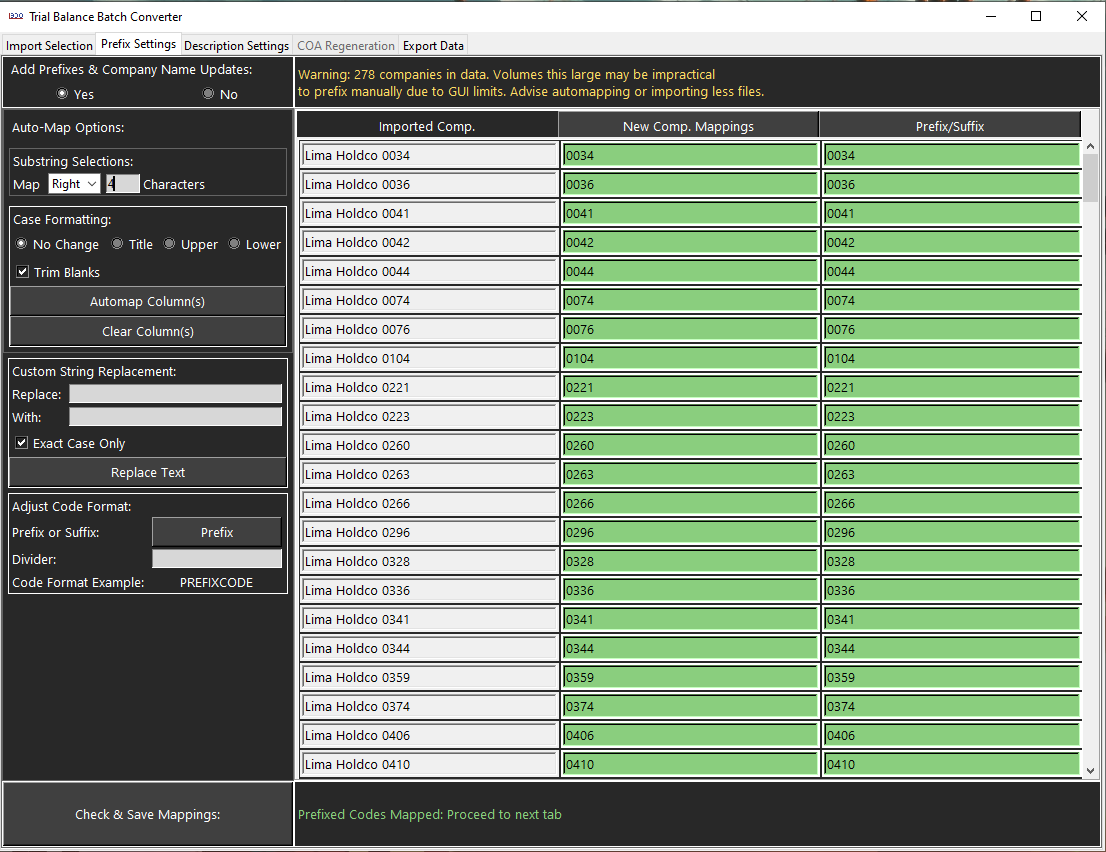 BDO Trial Balance Batch Converter
Import Selection Prefix Settings Description Settings COA Regeneration Export Data
Add Prefixes & Company Name Updates:
Yes No
Warning: 278 companies in data. Volumes this large may be impractical
to prefix manually due to GUI limits. Advise automapping or importing less files.
Auto-Map Options:
Substring Selections:
Map Right 4 Characters
Case Formatting:
No Change Title Upper Lower
Trim Blanks
Automap Column(s)
Clear Column(s)
Custom String Replacement:
Replace:
With:
Exact Case Only
Replace Text
Adjust Code Format:
Prefix or Suffix: Prefix
Divider:
Code Format Example: PREFIXCODE
Imported Comp. New Comp. Mappings Prefix/Suffix
Lima Holdco 0034 0034 0034
Lima Holdco 0036 0036 0036
Lima Holdco 0041 0041 0041
Lima Holdco 0042 0042 0042
Lima Holdco 0044 0044 0044
Lima Holdco 0074 0074 0074
Lima Holdco 0076 0076 0076
Lima Holdco 0104 0104 0104
Lima Holdco 0221 0221 0221
Lima Holdco 0223 0223 0223
Lima Holdco 0260 0260 0260
Lima Holdco 0263 0263 0263
Lima Holdco 0266 0266 0266
Lima Holdco 0296 0296 0296
Lima Holdco 0328 0328 0328
Lima Holdco 0336 0336 0336
Lima Holdco 0341 0341 0341
Lima Holdco 0344 0344 0344
Lima Holdco 0359 0359 0359
Lima Holdco 0374 0374 0374
Lima Holdco 0406 0406 0406
Lima Holdco 0410 0410 0410
Check & Save Mappings:
Prefixed Codes Mapped: Proceed to next tab